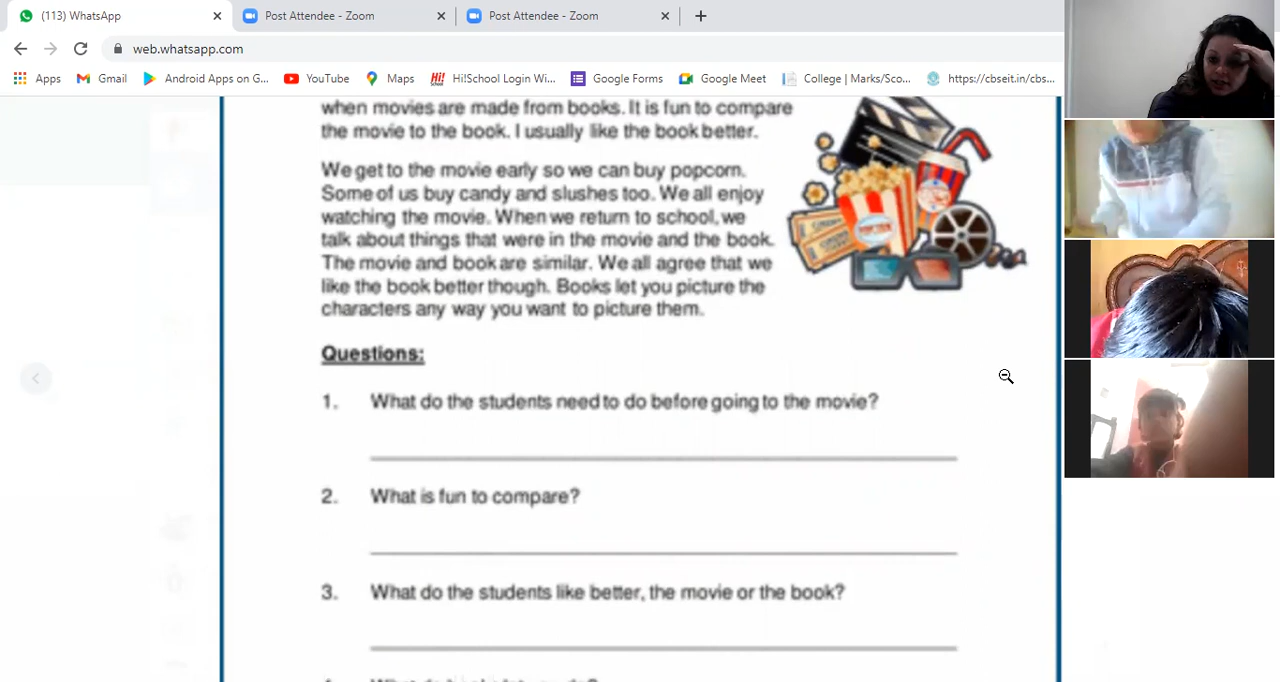 (113) WhatsApp
Post Attendee - Zoom
Post Attendee - Zoom
web.whatsapp.com
Apps
Gmail
Android Apps on G...
YouTube
Maps
Hi! Hi!School Login Wi...
Google Forms
Google Meet
College | Marks/Sco...
https://cbseit.in/cbs...
when movies are made from books. It is fun to compare
the movie to the book. I usually like the book better.
We get to the movie early so we can buy popcorn.
Some of us buy candy and slushes too. We all enjoy
watching the movie. When we return to school, we
talk about things that were in the movie and the book.
The movie and book are similar. We all agree that we
like the book better though. Books let you picture the
characters any way you want to picture them.
Questions:
1. What do the students need to do before going to the movie?
2. What is fun to compare?
3. What do the students like better, the movie or the book?